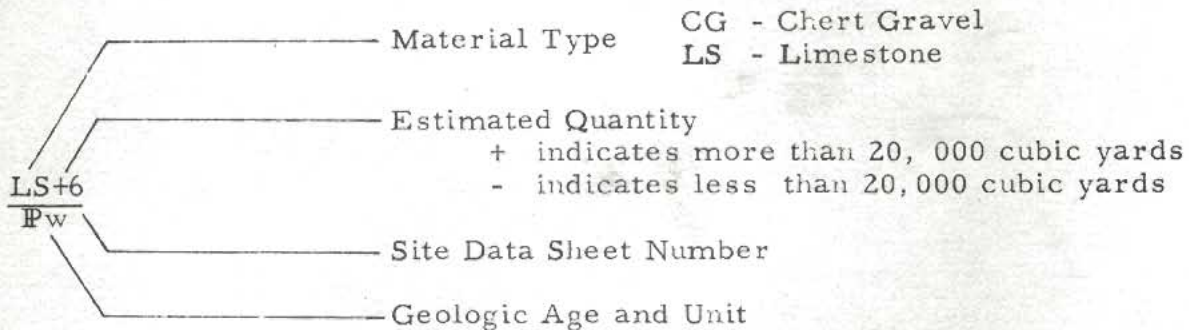 Material Type CG - Chert Gravel
LS - Limestone
Estimated Quantity
+ indicates more than 20, 000 cubic yards
- indicates less than 20,000 cubic yards
LS+6
ℙw
Site Data Sheet Number
Geologic Age and Unit